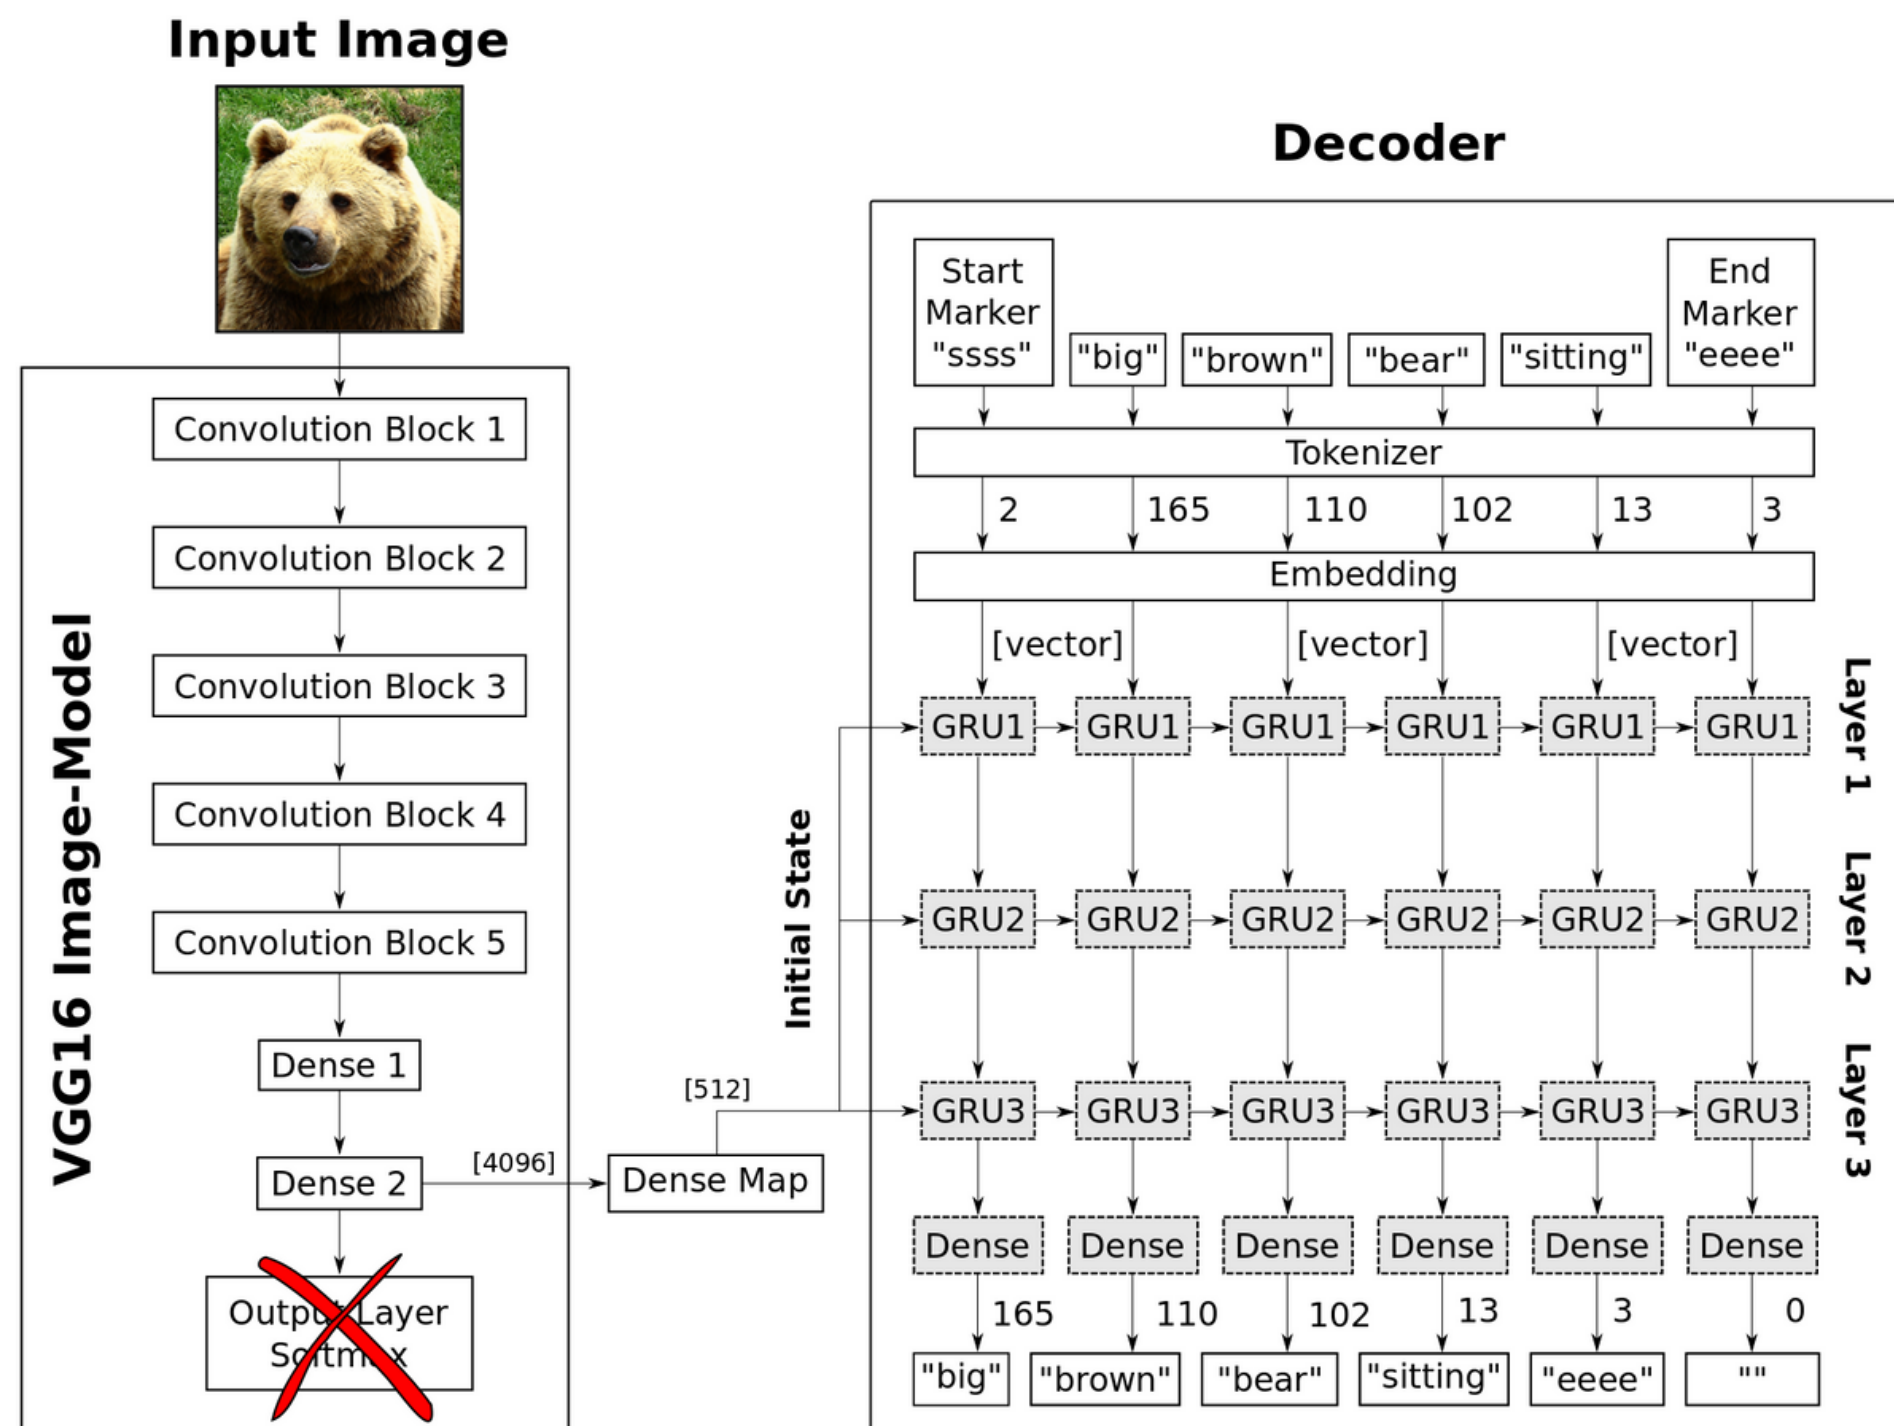 Input Image
VGG16 Image-Model
Convolution Block 1
Convolution Block 2
Convolution Block 3
Convolution Block 4
Convolution Block 5
Dense 1
Dense 2
Output Layer
Softmax
[4096]
Dense Map
[512]
Initial State
Decoder
Start
Marker
"ssss"
"big"
"brown"
"bear"
"sitting"
End
Marker
"eeee"
Tokenizer
2 165 110 102 13 3
Embedding
[vector] [vector] [vector]
GRU1 GRU1 GRU1 GRU1 GRU1 GRU1
Layer 1
GRU2 GRU2 GRU2 GRU2 GRU2 GRU2
Layer 2
GRU3 GRU3 GRU3 GRU3 GRU3 GRU3
Layer 3
Dense Dense Dense Dense Dense Dense
165 110 102 13 3 0
"big" "brown" "bear" "sitting" "eeee" ""